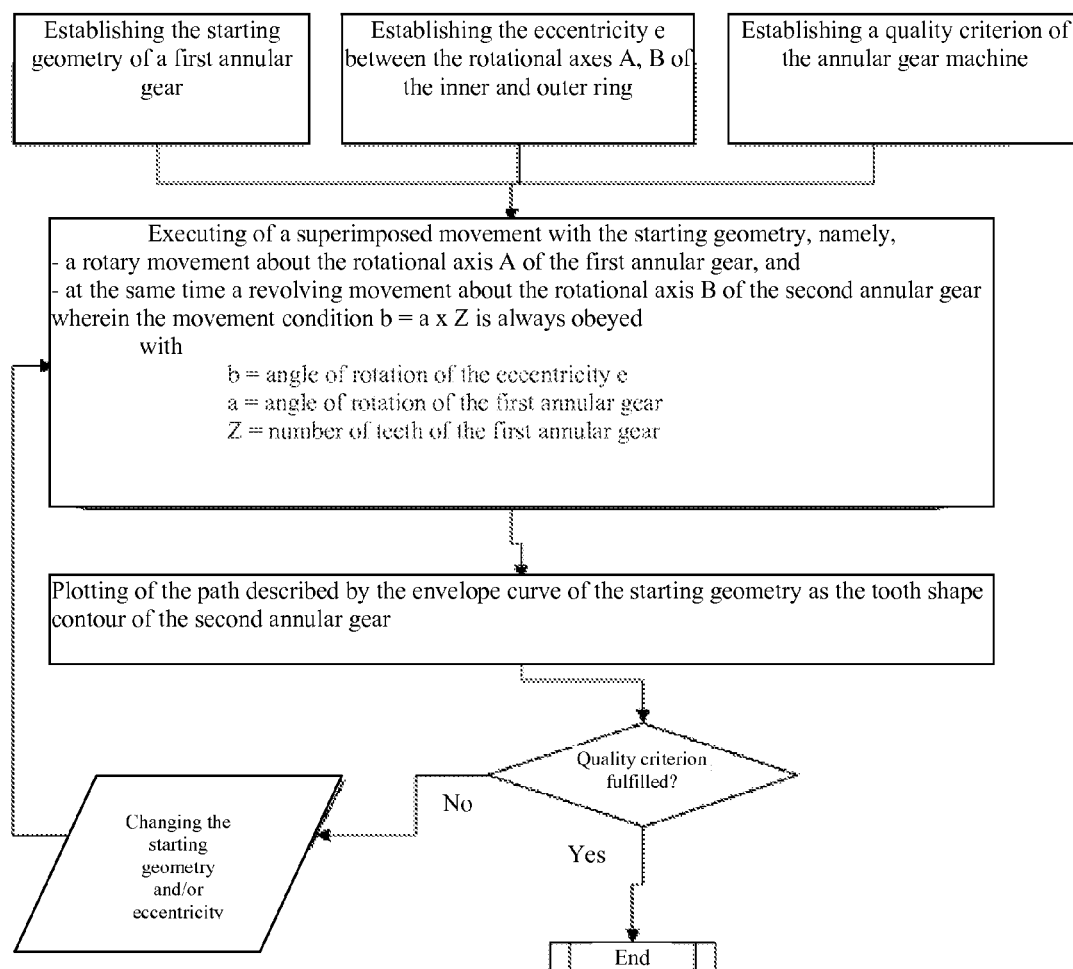 Establishing the starting
geometry of a first annular
gear
Establishing the eccentricity e
between the rotational axes A, B of
the inner and outer ring
Establishing a quality criterion of
the annular gear machine
Executing of a superimposed movement with the starting geometry, namely,
- a rotary movement about the rotational axis A of the first annular gear, and
- at the same time a revolving movement about the rotational axis B of the second annular gear
wherein the movement condition b = a x Z is always obeyed
with
b = angle of rotation of the eccentricity e
a = angle of rotation of the first annular gear
Z = number of teeth of the first annular gear
Plotting of the path described by the envelope curve of the starting geometry as the tooth shape
contour of the second annular gear
Quality criterion
fulfilled?
No
Yes
Changing the
starting
geometry
and/or
eccentricity
End